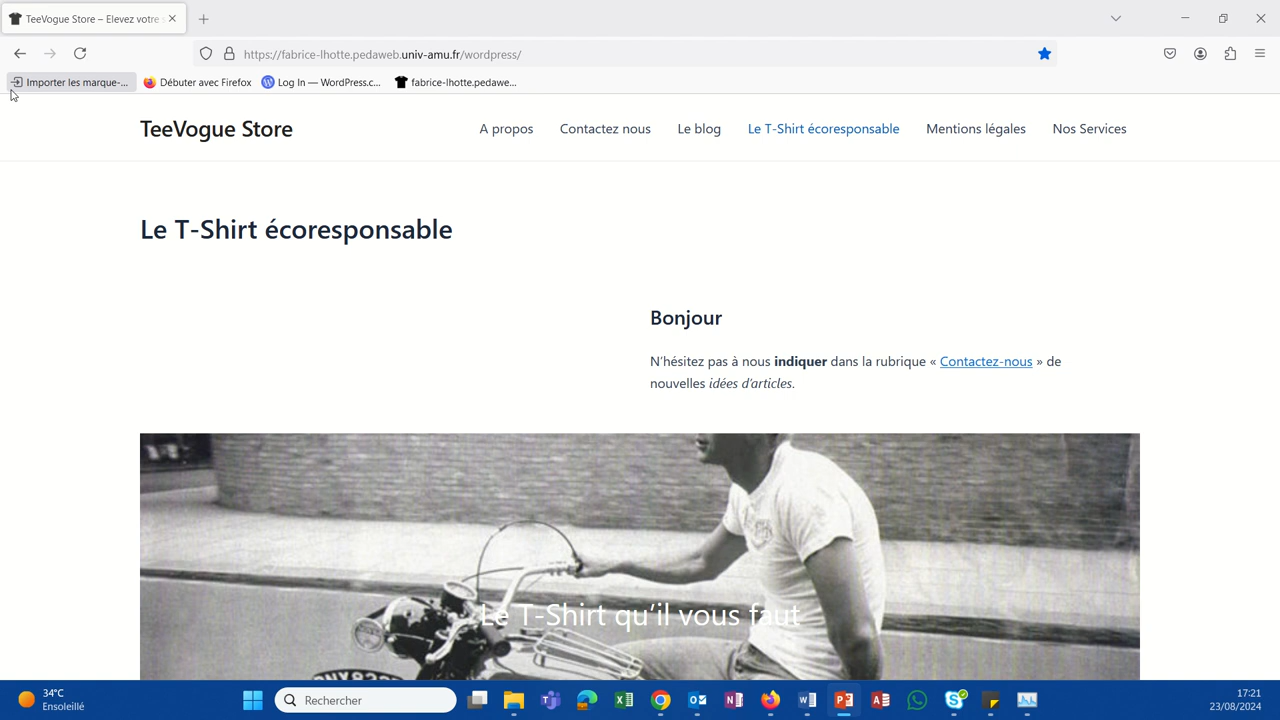 TeeVogue Store – Elevez votre s
https://fabrice-lhotte.pedaweb.univ-amu.fr/wordpress/
Importer les marque-... Débuter avec Firefox Log In — WordPress.c... fabrice-lhotte.pedawe...
TeeVogue Store A propos Contactez nous Le blog Le T-Shirt écoresponsable Mentions légales Nos Services
Le T-Shirt écoresponsable
Bonjour
N'hésitez pas à nous indiquer dans la rubrique « Contactez-nous » de
nouvelles idées d'articles.
Le T-Shirt qu'il vous faut
34°C
Ensoleillé
Rechercher
17:21
23/08/2024